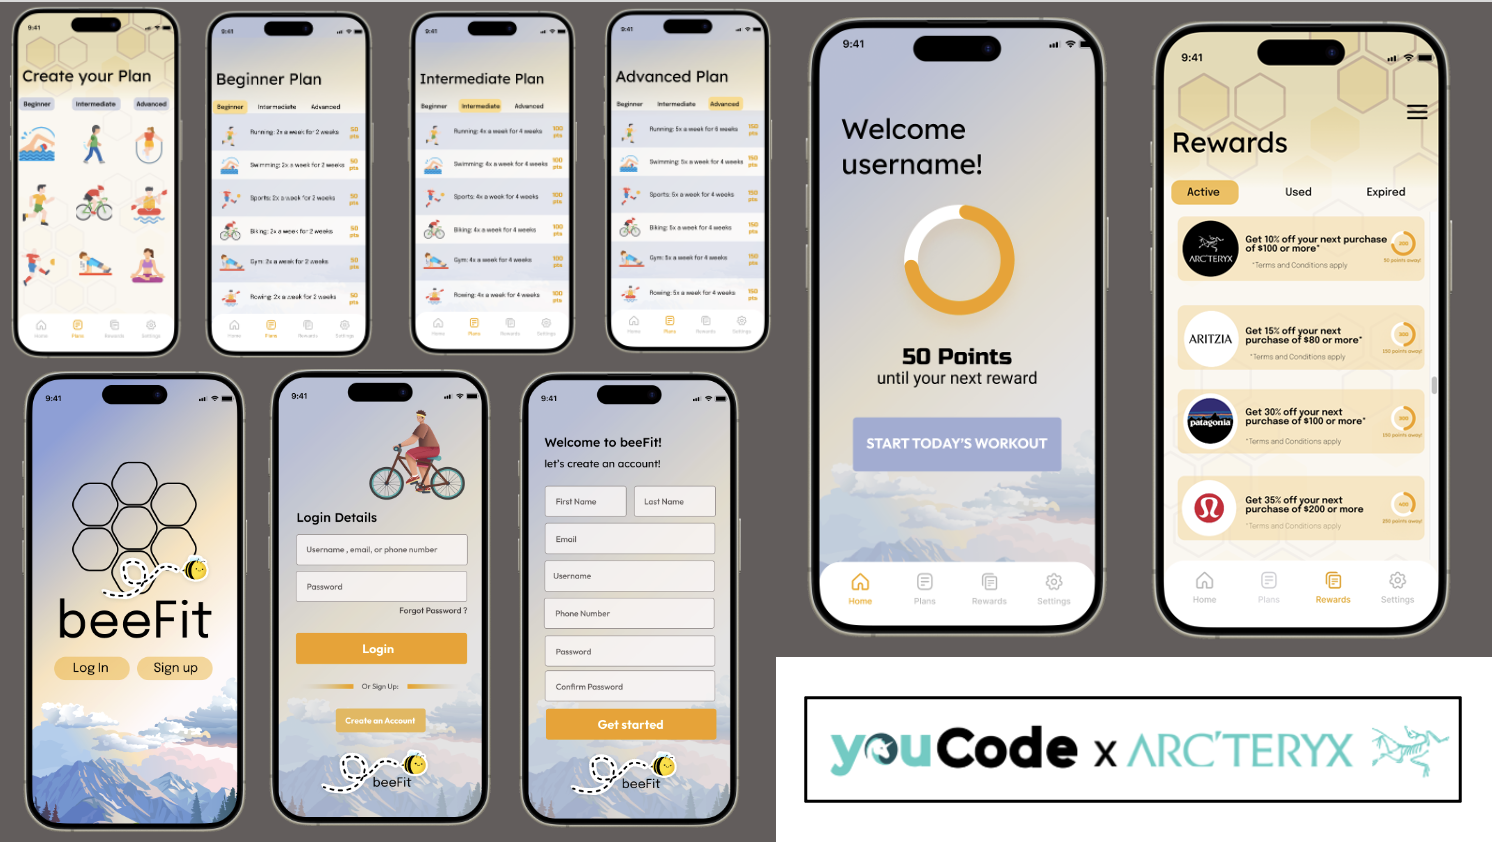 9:41
Create your Plan
Beginner Intermediate Advanced
Home Plans Rewards Settings
9:41
Beginner Plan
Beginner Intermediate Advanced
Running: 2x a week for 2 weeks 50 pts
Swimming: 2x a week for 2 weeks 50 pts
Sports: 2x a week for 2 weeks 50 pts
Biking: 2x a week for 2 weeks 50 pts
Gym: 2x a week for 2 weeks 50 pts
Rowing: 2x a week for 2 weeks 50 pts
Home Plans Rewards Settings
9:41
Intermediate Plan
Beginner Intermediate Advanced
Running: 4x a week for 4 weeks 100 pts
Swimming: 4x a week for 4 weeks 100 pts
Sports: 4x a week for 4 weeks 100 pts
Biking: 4x a week for 4 weeks 100 pts
Gym: 4x a week for 4 weeks 100 pts
Rowing: 4x a week for 4 weeks 100 pts
Home Plans Rewards Settings
9:41
Advanced Plan
Beginner Intermediate Advanced
Running: 5x a week for 6 weeks 150 pts
Swimming: 5x a week for 4 weeks 150 pts
Sports: 5x a week for 4 weeks 150 pts
Biking: 5x a week for 4 weeks 150 pts
Gym: 5x a week for 4 weeks 150 pts
Rowing: 5x a week for 4 weeks 150 pts
Home Plans Rewards Settings
9:41
beeFit
Log In Sign up
9:41
Login Details
Username , email, or phone number
Password
Forgot Password ?
Login
Or Sign Up:
Create an Account
beeFit
9:41
Welcome to beeFit!
let's create an account!
First Name Last Name
Email
Username
Phone Number
Password
Confirm Password
Get started
beeFit
9:41
Welcome
username!
50 Points
until your next reward
START TODAY'S WORKOUT
Home Plans Rewards Settings
9:41
Rewards
Active Used Expired
ARC'TERYX
Get 10% off your next purchase
of $100 or more*
*Terms and Conditions apply
50 points away!
ARITZIA
Get 15% off your next
purchase of $80 or more*
*Terms and Conditions apply
150 points away!
patagonia
Get 30% off your next
purchase of $100 or more*
*Terms and Conditions apply
Get 35% off your next
purchase of $200 or more
*Terms and Conditions apply
Home Plans Rewards Settings
youCode x ARC'TERYX